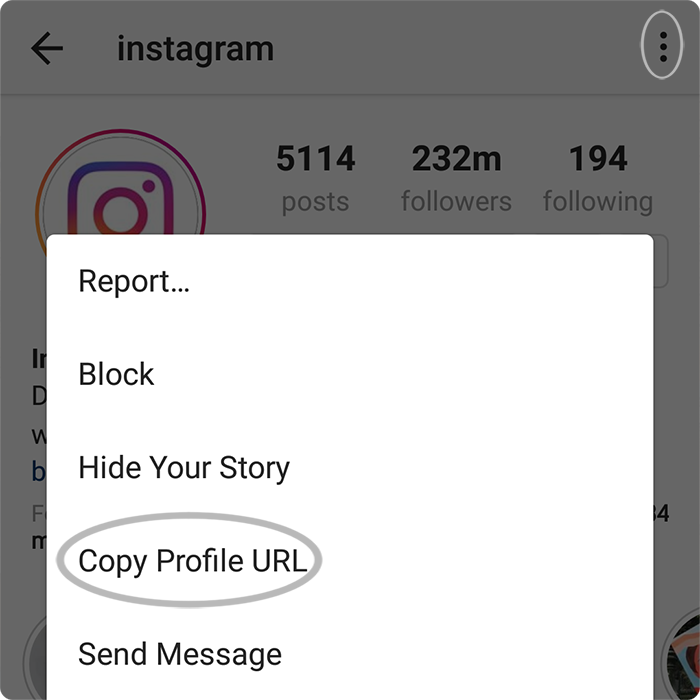 instagram
5114 232m 194
posts followers following
Report...
Block
Hide Your Story
Copy Profile URL
Send Message